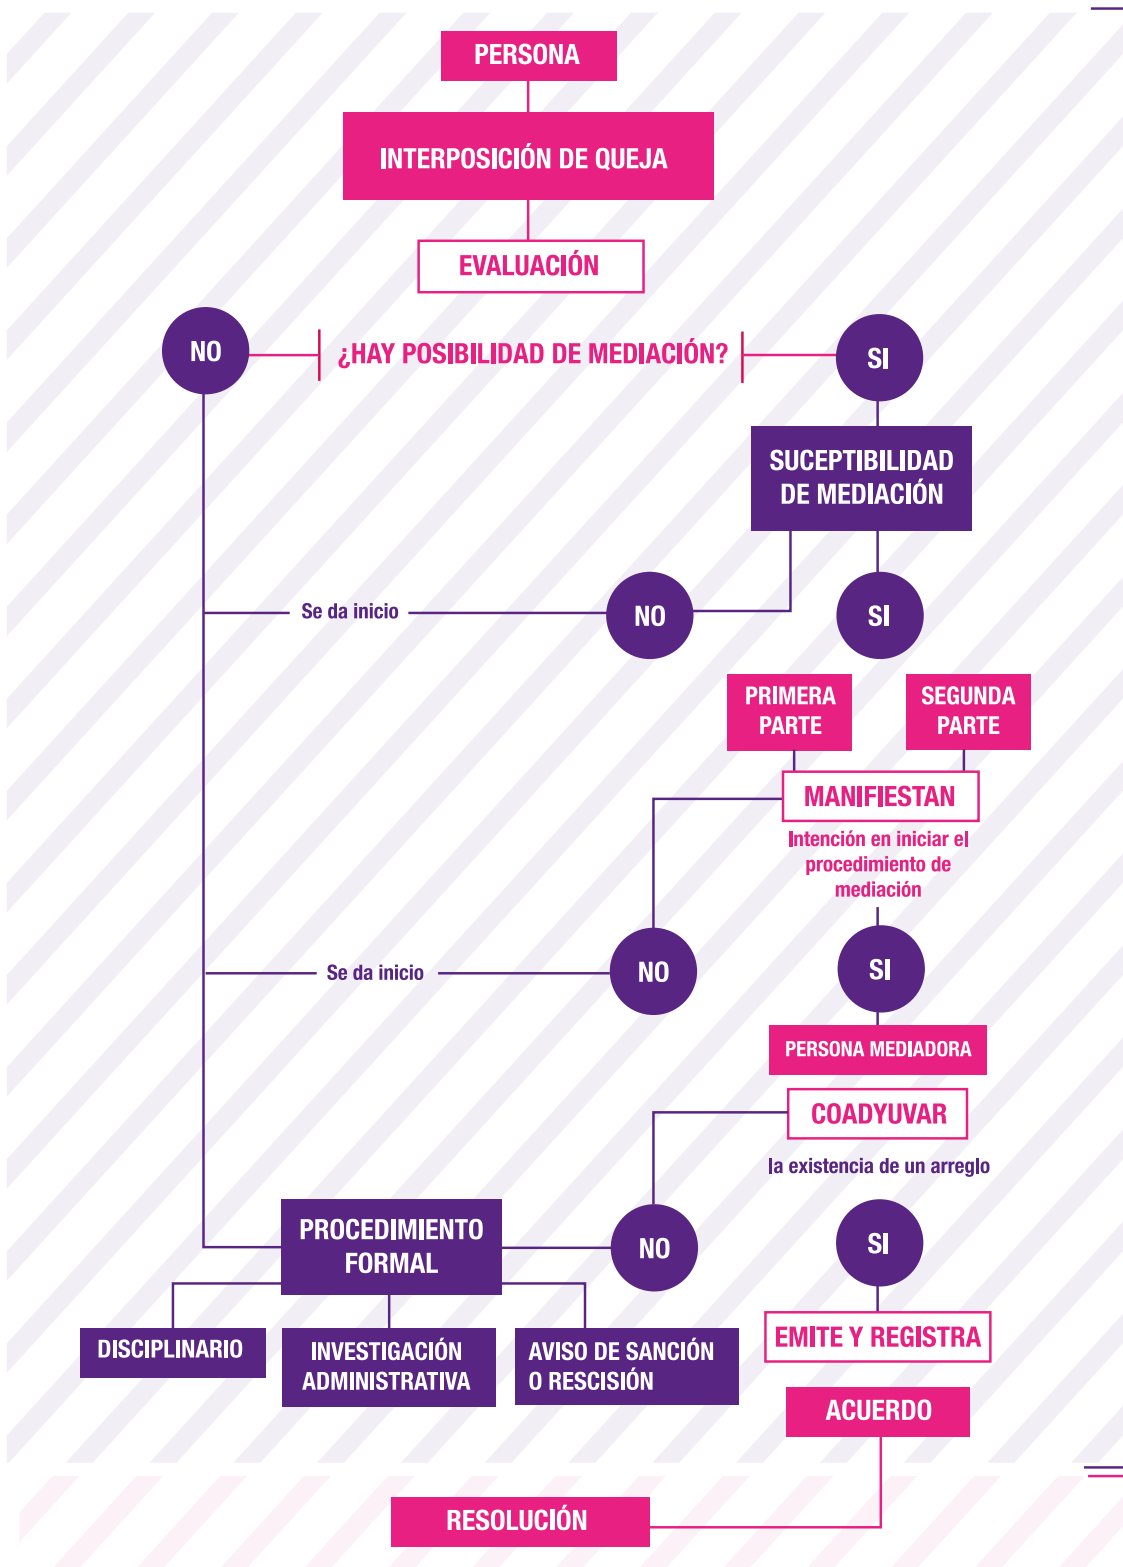 PERSONA
INTERPOSICIÓN DE QUEJA
EVALUACIÓN
NO
¿HAY POSIBILIDAD DE MEDIACIÓN?
SI
SUCEPTIBILIDAD
DE MEDIACIÓN
Se da inicio
NO
SI
PRIMERA
PARTE
SEGUNDA
PARTE
MANIFIESTAN
Intención en iniciar el
procedimiento de
mediación
Se da inicio
NO
SI
PERSONA MEDIADORA
COADYUVAR
la existencia de un arreglo
PROCEDIMIENTO
FORMAL
NO
SI
DISCIPLINARIO
INVESTIGACIÓN
ADMINISTRATIVA
AVISO DE SANCIÓN
O RESCISIÓN
EMITE Y REGISTRA
ACUERDO
RESOLUCIÓN